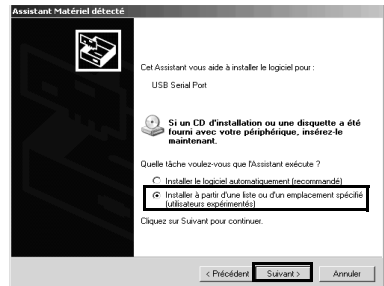 Assistant Matériel détecté
Cet Assistant vous aide à installer le logiciel pour :
USB Serial Port
Si un CD d'installation ou une disquette a été
fourni avec votre périphérique, insérez-le
maintenant.
Quelle tâche voulez-vous que l'Assistant exécute ?
Installer le logiciel automatiquement (recommandé)
Installer à partir d'une liste ou d'un emplacement spécifié
(utilisateurs expérimentés)
Cliquez sur Suivant pour continuer.
< Précédent
Suivant >
Annuler